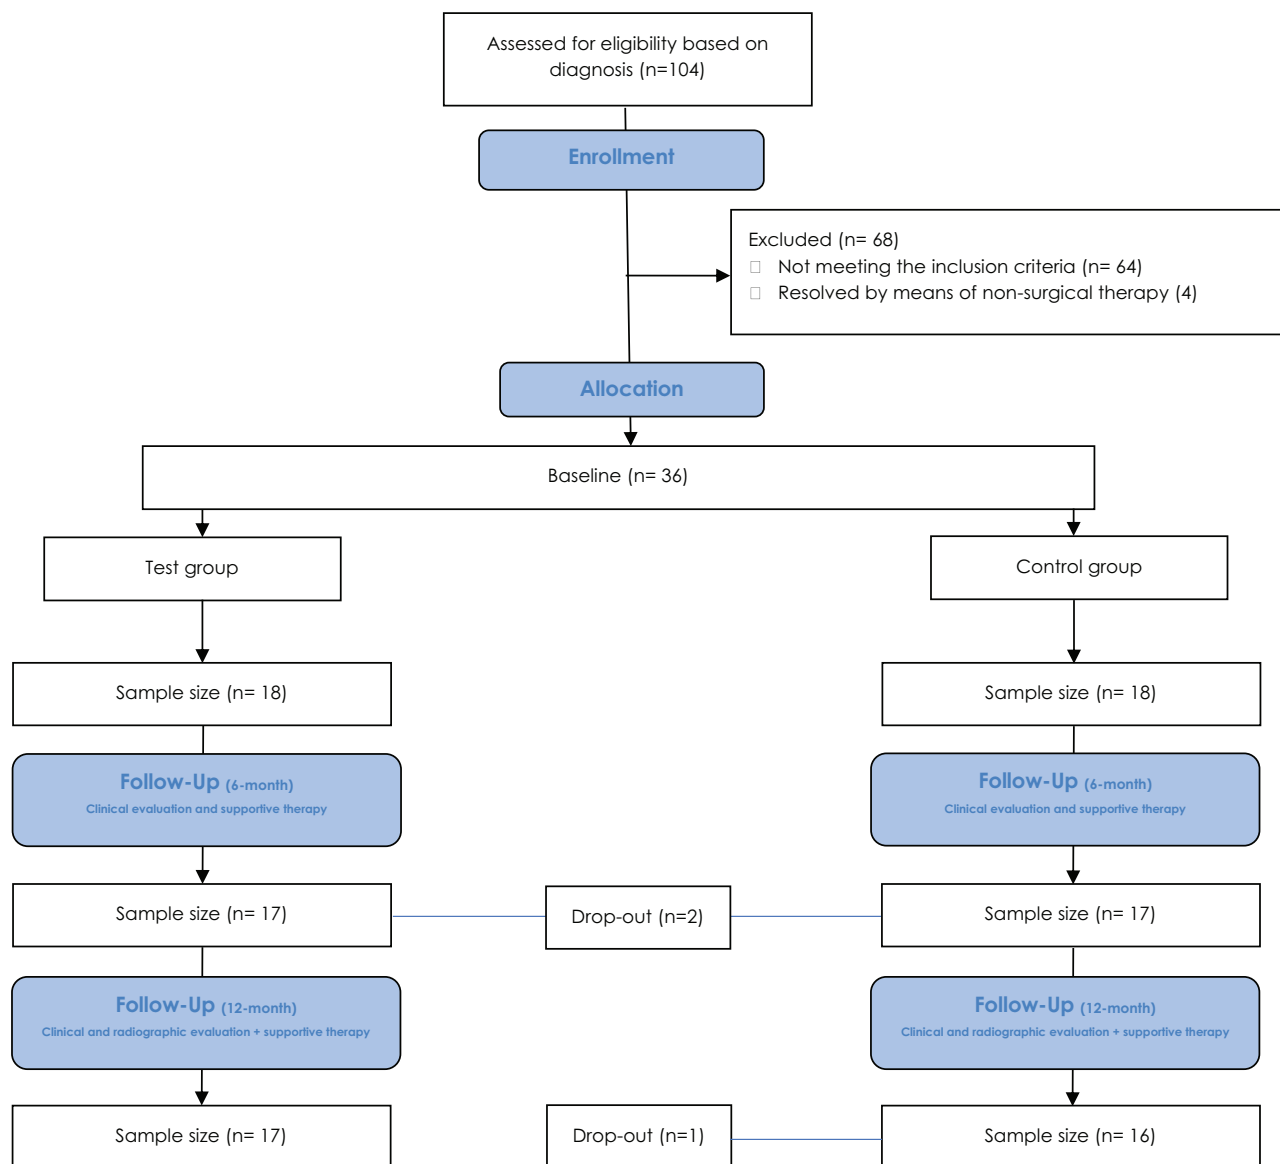 Assessed for eligibility based on
diagnosis (n=104)
Enrollment
Excluded (n= 68)
Not meeting the inclusion criteria (n= 64)
Resolved by means of non-surgical therapy (4)
Allocation
Baseline (n= 36)
Test group
Control group
Sample size (n= 18)
Sample size (n= 18)
Follow-Up (6-month)
Clinical evaluation and supportive therapy
Follow-Up (6-month)
Clinical evaluation and supportive therapy
Sample size (n= 17)
Drop-out (n=2)
Sample size (n= 17)
Follow-Up (12-month)
Clinical and radiographic evaluation + supportive therapy
Follow-Up (12-month)
Clinical and radiographic evaluation + supportive therapy
Sample size (n= 17)
Drop-out (n=1)
Sample size (n= 16)